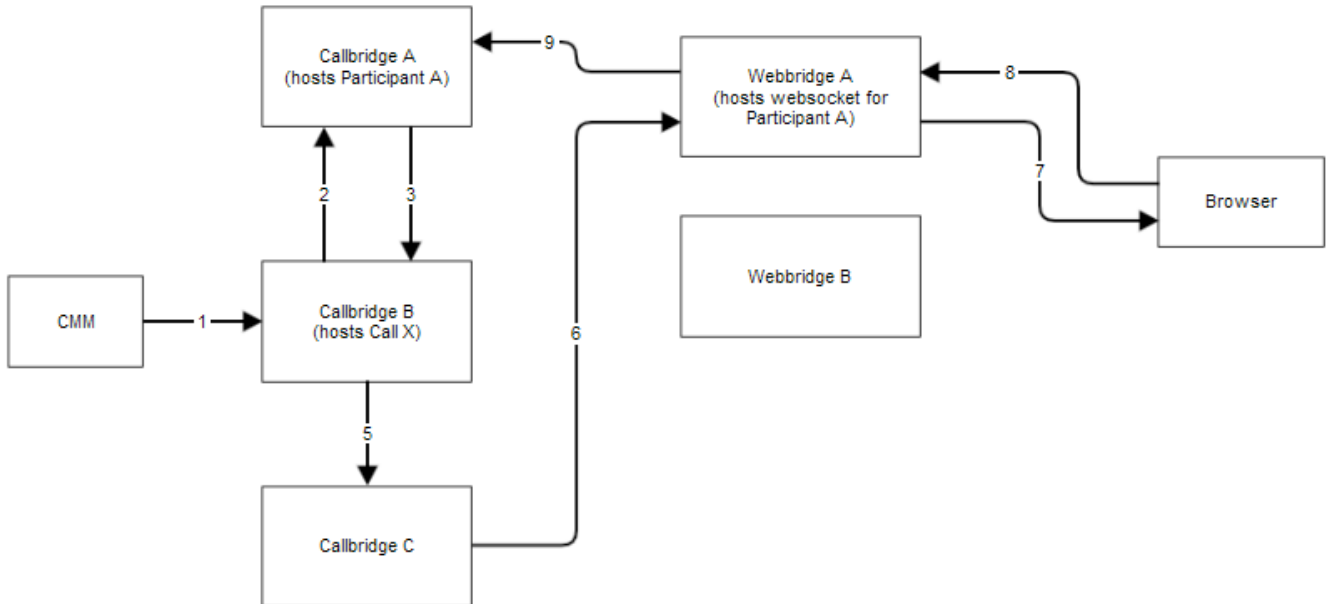 Callbridge A
(hosts Participant A)
9
Webbridge A
(hosts websocket for
Participant A)
8
7
Browser
2
3
Webbridge B
CMM
1
Callbridge B
(hosts Call X)
6
5
Callbridge C